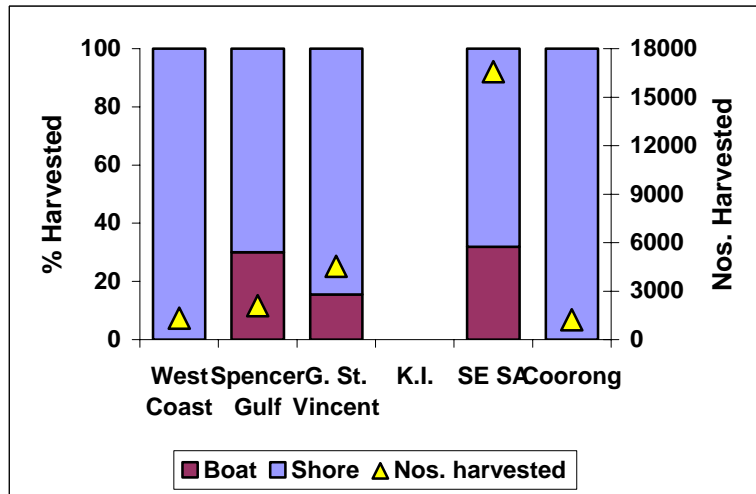 % Harvested
100
80
60
40
20
0
18000
15000
12000
9000
6000
3000
0
Nos. Harvested
West Spencer G. St. K.I. SE SA Coorong
Coast Gulf Vincent
Boat Shore Nos. harvested